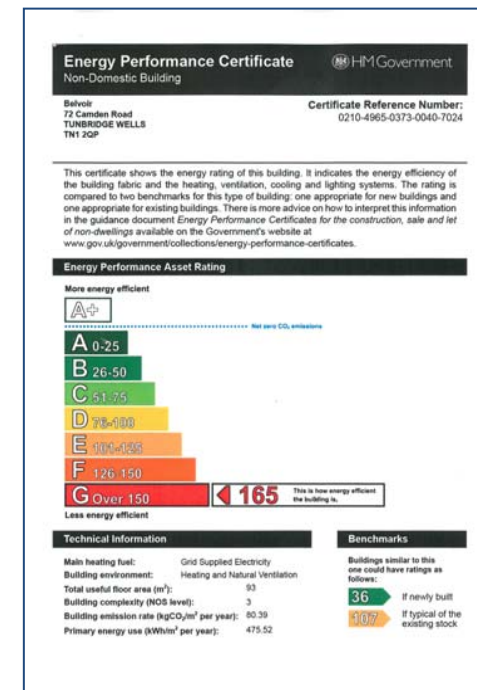 Energy Performance Certificate
HM Government
Non-Domestic Building
Belvoir
72 Camden Road
TUNBRIDGE WELLS
TN1 2QP
Certificate Reference Number:
0210-4965-0373-0040-7024
This certificate shows the energy rating of this building. It indicates the energy efficiency of
the building fabric and the heating, ventilation, cooling and lighting systems. The rating is
compared to two benchmarks for this type of building: one appropriate for new buildings and
one appropriate for existing buildings. There is more advice on how to interpret this information
in the guidance document Energy Performance Certificates for the construction, sale and let
of non-dwellings available on the Government's website at
www.gov.uk/government/collections/energy-performance-certificates.
Energy Performance Asset Rating
More energy efficient
A+
Net zero CO₂ emissions
A 0-25
B 26-50
C 51-75
D 76-100
E 101-125
F 126-150
G Over 150
165
This is how energy efficient
the building is.
Less energy efficient
Technical Information
Main heating fuel: Grid Supplied Electricity
Building environment: Heating and Natural Ventilation
Total useful floor area (m²): 93
Building complexity (NOS level): 3
Building emission rate (kgCO₂/m² per year): 80.39
Primary energy use (kWh/m² per year): 475.52
Benchmarks
Buildings similar to this
one could have ratings as
follows:
36 If newly built
107 If typical of the
existing stock